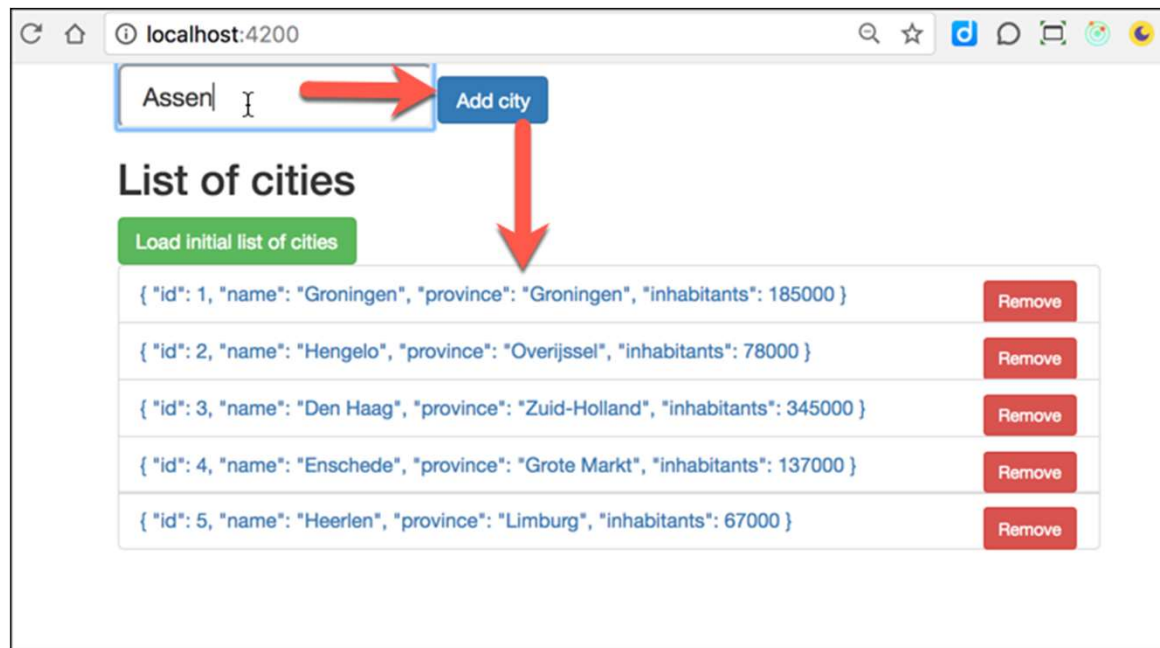 localhost:4200
Assen Add city
List of cities
Load initial list of cities
{ "id": 1, "name": "Groningen", "province": "Groningen", "inhabitants": 185000 } Remove
{ "id": 2, "name": "Hengelo", "province": "Overijssel", "inhabitants": 78000 } Remove
{ "id": 3, "name": "Den Haag", "province": "Zuid-Holland", "inhabitants": 345000 } Remove
{ "id": 4, "name": "Enschede", "province": "Grote Markt", "inhabitants": 137000 } Remove
{ "id": 5, "name": "Heerlen", "province": "Limburg", "inhabitants": 67000 } Remove